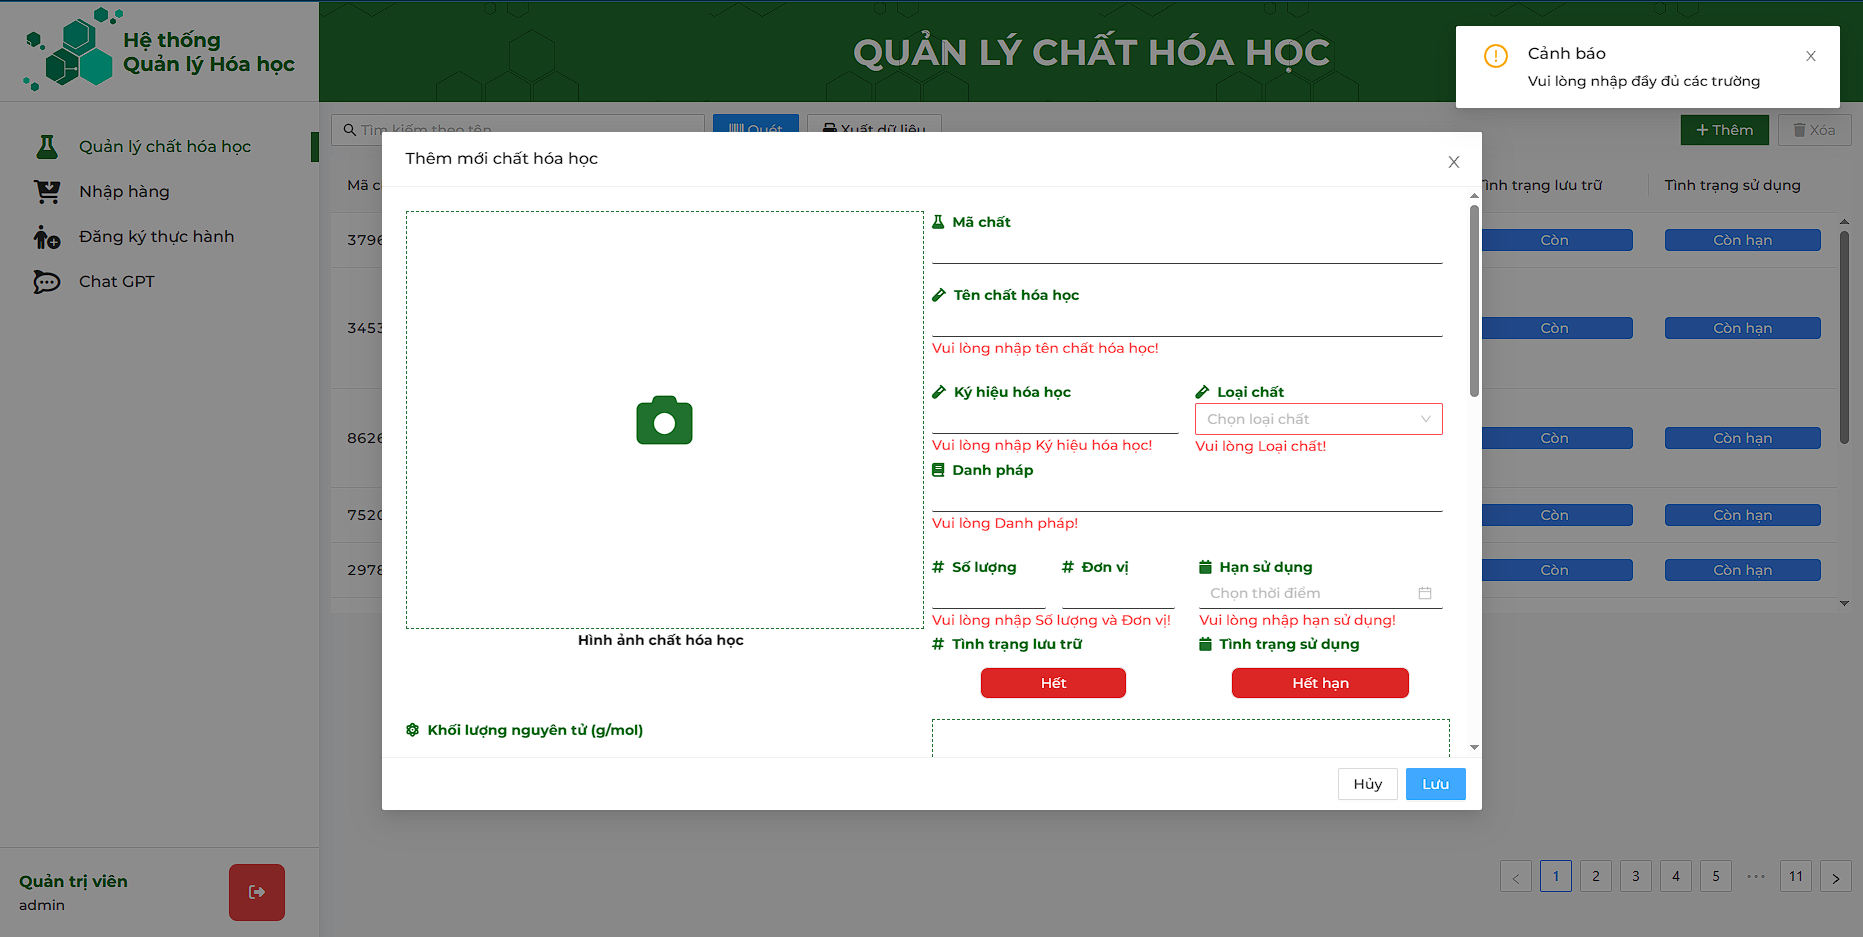 Hệ thống
Quản lý Hóa học
QUẢN LÝ CHẤT HÓA HỌC
Cảnh báo
Vui lòng nhập đầy đủ các trường
Quản lý chất hóa học
Nhập hàng
Đăng ký thực hành
Chat GPT
Tìm kiếm theo tên
Quét
Xuất dữ liệu
Thêm
Xóa
Mã c
Tình trạng lưu trữ
Tình trạng sử dụng
3796
Còn
Còn hạn
3453
Còn
Còn hạn
8626
Còn
Còn hạn
7520
Còn
Còn hạn
2978
Còn
Còn hạn
Thêm mới chất hóa học
Mã chất
Tên chất hóa học
Vui lòng nhập tên chất hóa học!
Ký hiệu hóa học
Loại chất
Chọn loại chất
Vui lòng nhập Ký hiệu hóa học!
Vui lòng Loại chất!
Danh pháp
Vui lòng Danh pháp!
Số lượng
Đơn vị
Hạn sử dụng
Chọn thời điểm
Vui lòng nhập Số lượng và Đơn vị!
Vui lòng nhập hạn sử dụng!
Hình ảnh chất hóa học
Tình trạng lưu trữ
Tình trạng sử dụng
Hết
Hết hạn
Khối lượng nguyên tử (g/mol)
Hủy
Lưu
Quản trị viên
admin
< 1 2 3 4 5 ••• 11 >